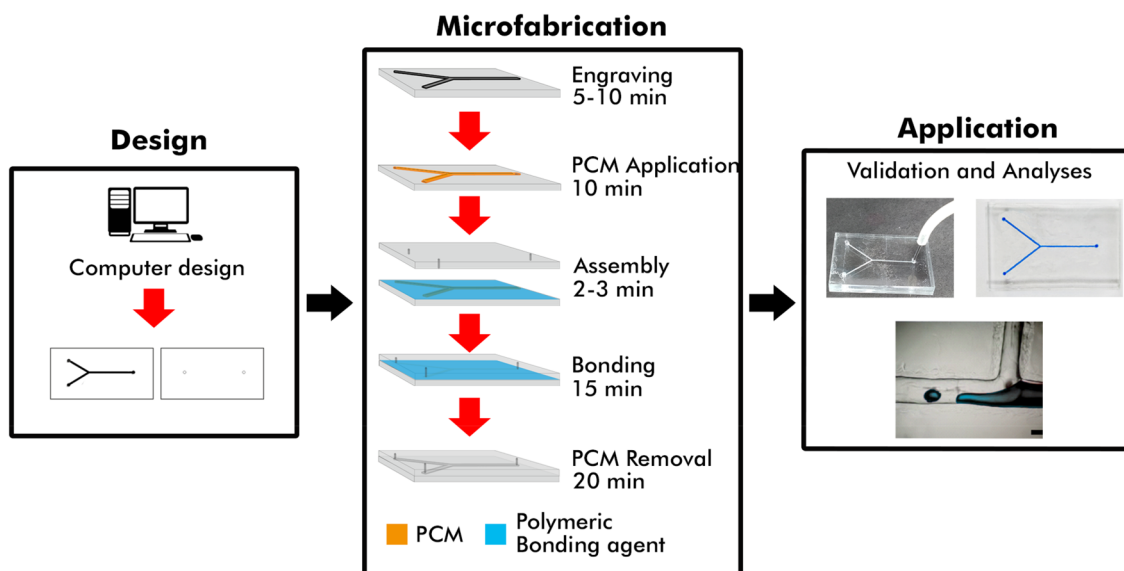 Design
Computer design
Microfabrication
Engraving
5-10 min
PCM Application
10 min
Assembly
2-3 min
Bonding
15 min
PCM Removal
20 min
PCM
Polymeric
Bonding agent
Application
Validation and Analyses